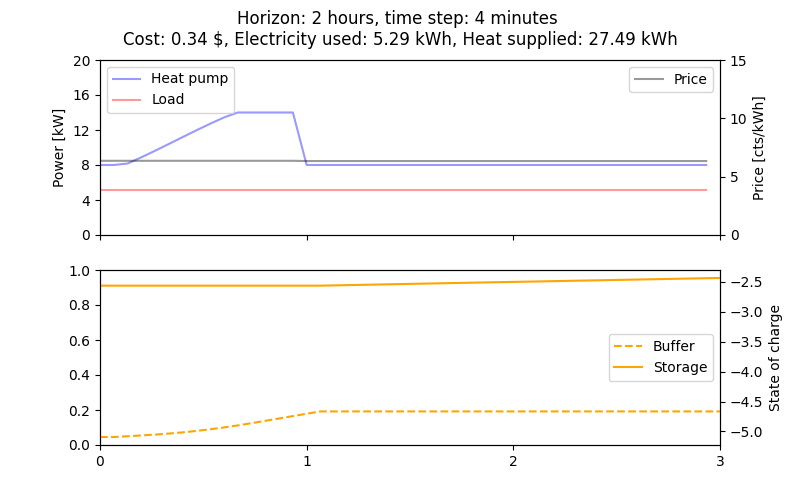 Horizon: 2 hours, time step: 4 minutes
Cost: 0.34 $, Electricity used: 5.29 kWh, Heat supplied: 27.49 kWh
Power [kW]
20
16
12
8
4
0
Heat pump
Load
Price
15
10
5
0
Price [cts/kWh]
1.0
0.8
0.6
0.4
0.2
0.0
Buffer
Storage
−2.5
−3.0
−3.5
−4.0
−4.5
−5.0
State of charge
0
1
2
3